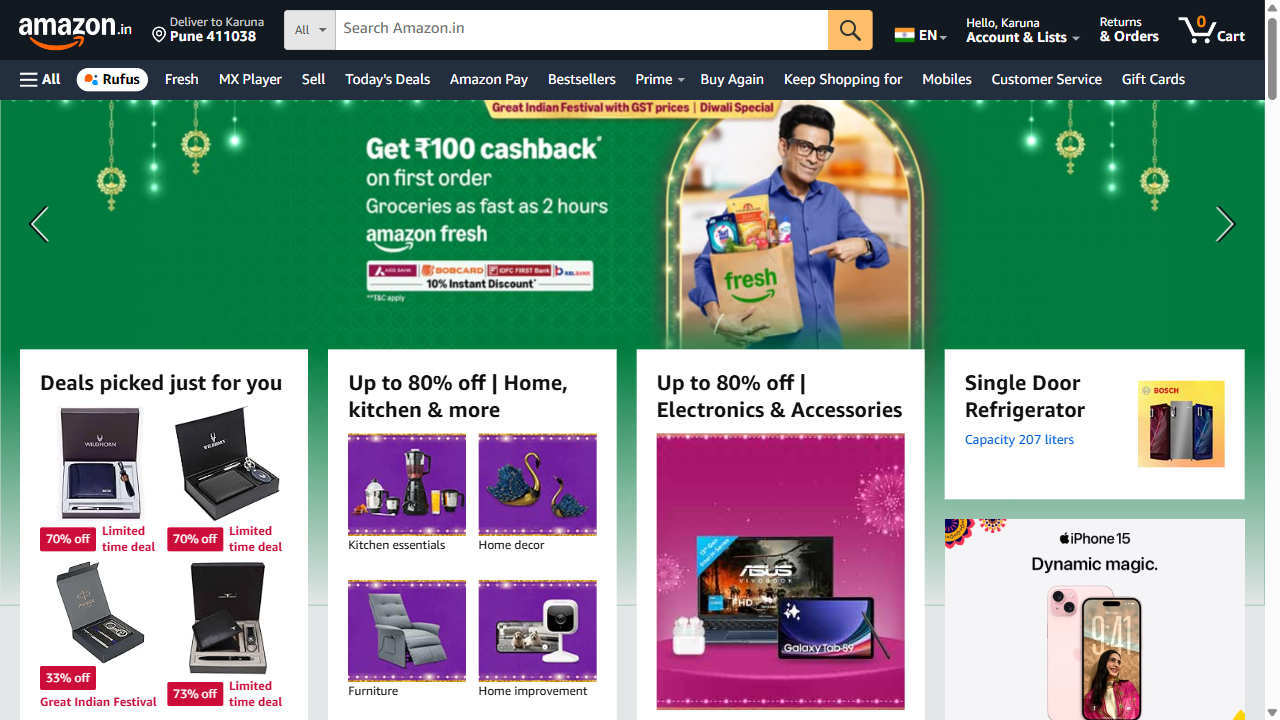 amazon.in
Deliver to Karuna
Pune 411038
All
Search Amazon.in
EN
Hello, Karuna
Account & Lists
Returns
& Orders
0
Cart
All
Rufus
Fresh
MX Player
Sell
Today's Deals
Amazon Pay
Bestsellers
Prime
Buy Again
Keep Shopping for
Mobiles
Customer Service
Gift Cards
Great Indian Festival with GST prices | Diwali Special
Get ₹100 cashback*
on first order
Groceries as fast as 2 hours
amazon fresh
AXIS BANK
BOBCARD
IDFC FIRST Bank
RBLBANK
10% Instant Discount*
**T&C apply
fresh
Deals picked just for you
WILDHORN
70% off
Limited
time deal
70% off
Limited
time deal
33% off
Great Indian Festival
73% off
Limited
time deal
Up to 80% off | Home,
kitchen & more
Kitchen essentials
Home decor
Furniture
Home improvement
Up to 80% off |
Electronics & Accessories
ASUS
VIVOBOOK
FHD
Galaxy Tab S9
Single Door
Refrigerator
Capacity 207 liters
BOSCH
iPhone 15
Dynamic magic.
9:41